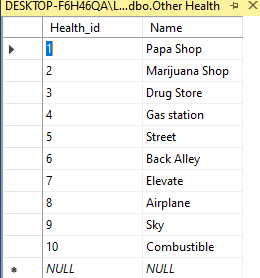 DESKTOP-F6H46QA\L...dbo.Other Health
Health_id Name
1 Papa Shop
2 Marijuana Shop
3 Drug Store
4 Gas station
5 Street
6 Back Alley
7 Elevate
8 Airplane
9 Sky
10 Combustible
NULL NULL